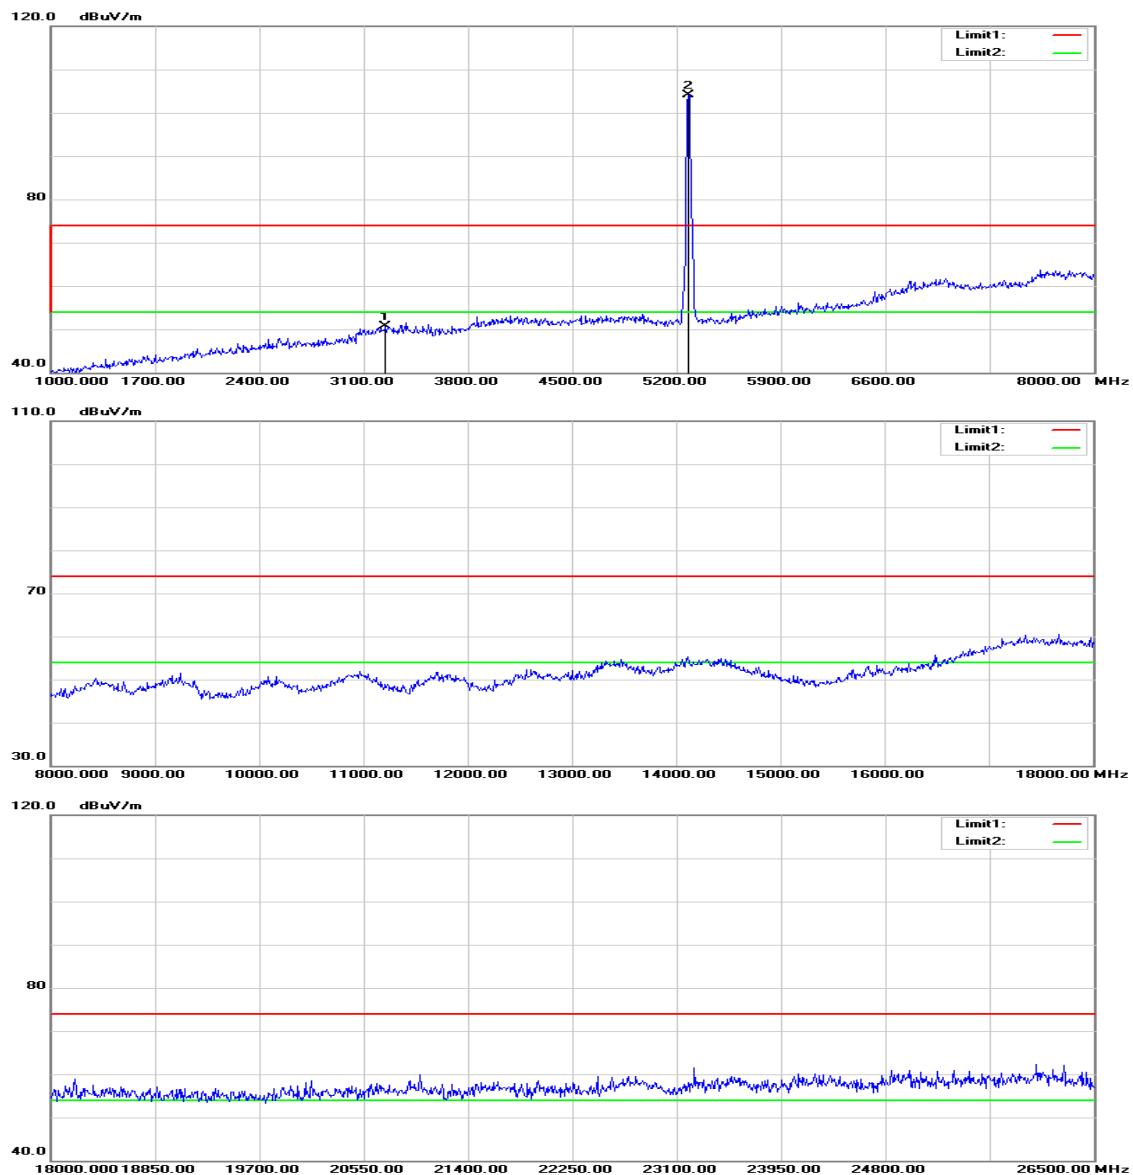 120.0 dBuV/m
Limit1:
Limit2:
2
80
1
40.0
1000.000 1700.00 2400.00 3100.00 3800.00 4500.00 5200.00 5900.00 6600.00 8000.00 MHz
110.0 dBuV/m
Limit1:
Limit2:
70
30.0
8000.000 9000.00 10000.00 11000.00 12000.00 13000.00 14000.00 15000.00 16000.00 18000.00 MHz
120.0 dBuV/m
Limit1:
Limit2:
80
40.0
18000.000 18850.00 19700.00 20550.00 21400.00 22250.00 23100.00 23950.00 24800.00 26500.00 MHz